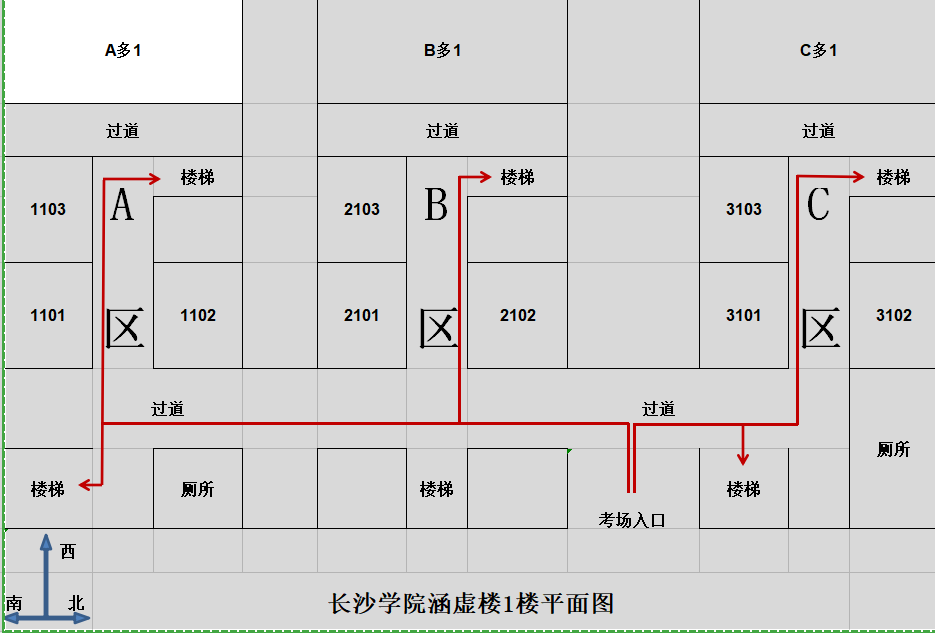 A多1
B多1
C多1
过道
过道
过道
楼梯
楼梯
楼梯
1103
A
2103
B
3103
C
1101
区
1102
2101
区
2102
3101
区
3102
过道
过道
厕所
楼梯
厕所
楼梯
楼梯
考场入口
西
南
北
长沙学院涵虚楼1楼平面图